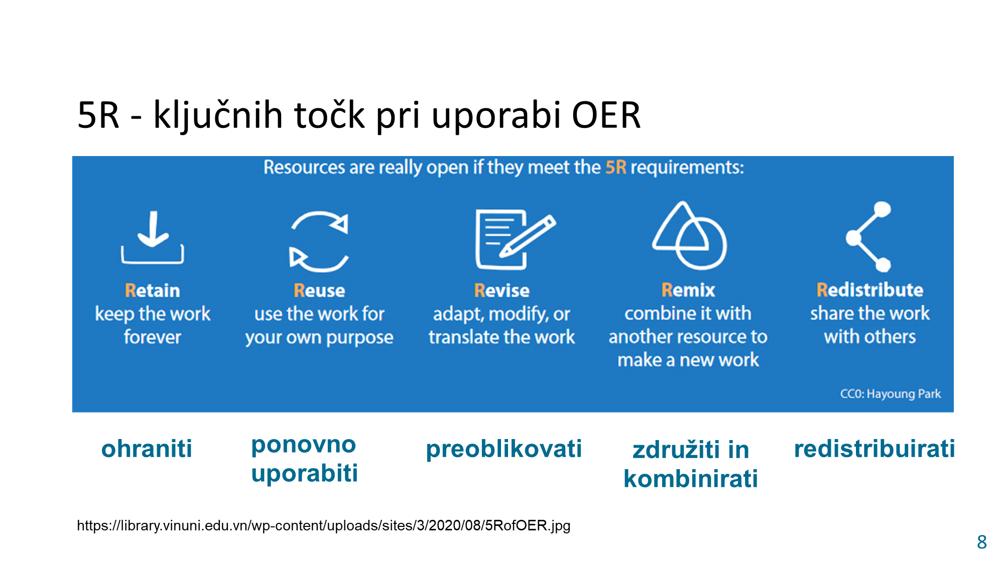 5R - ključnih točk pri uporabi OER
Resources are really open if they meet the 5R requirements:
Retain
keep the work
forever
Reuse
use the work for
your own purpose
Revise
adapt, modify, or
translate the work
Remix
combine it with
another resource to
make a new work
Redistribute
share the work
with others
CC0: Hayoung Park
ohraniti
ponovno
uporabiti
preoblikovati
združiti in
kombinirati
redistribuirati
https://library.vinuni.edu.vn/wp-content/uploads/sites/3/2020/08/5RofOER.jpg
8